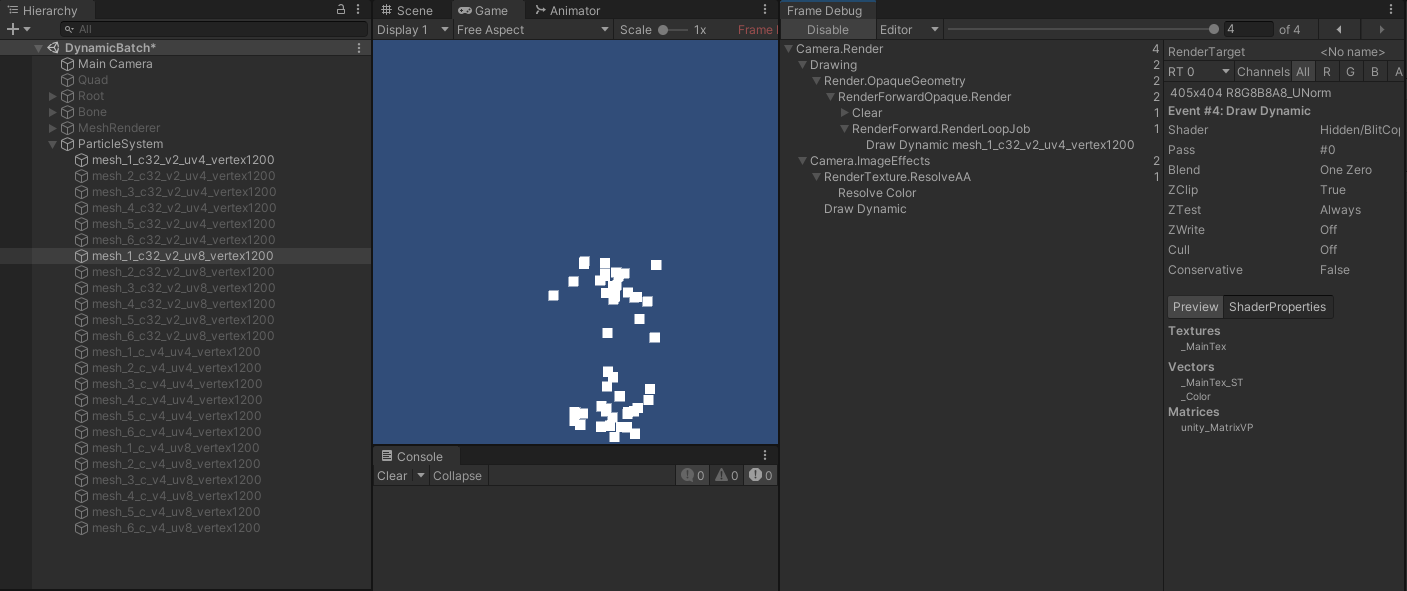 Hierarchy
All
DynamicBatch*
Main Camera
Quad
Root
Bone
MeshRenderer
ParticleSystem
mesh_1_c32_v2_uv4_vertex1200
mesh_2_c32_v2_uv4_vertex1200
mesh_3_c32_v2_uv4_vertex1200
mesh_4_c32_v2_uv4_vertex1200
mesh_5_c32_v2_uv4_vertex1200
mesh_6_c32_v2_uv4_vertex1200
mesh_1_c32_v2_uv8_vertex1200
mesh_2_c32_v2_uv8_vertex1200
mesh_3_c32_v2_uv8_vertex1200
mesh_4_c32_v2_uv8_vertex1200
mesh_5_c32_v2_uv8_vertex1200
mesh_6_c32_v2_uv8_vertex1200
mesh_1_c_v4_uv4_vertex1200
mesh_2_c_v4_uv4_vertex1200
mesh_3_c_v4_uv4_vertex1200
mesh_4_c_v4_uv4_vertex1200
mesh_5_c_v4_uv4_vertex1200
mesh_6_c_v4_uv4_vertex1200
mesh_1_c_v4_uv8_vertex1200
mesh_2_c_v4_uv8_vertex1200
mesh_3_c_v4_uv8_vertex1200
mesh_4_c_v4_uv8_vertex1200
mesh_5_c_v4_uv8_vertex1200
mesh_6_c_v4_uv8_vertex1200
Scene Game Animator
Display 1 Free Aspect Scale 1x Frame
Console
Clear Collapse 0 0 0
Frame Debug
Disable Editor 4 of 4
Camera.Render 4
Drawing 2
Render.OpaqueGeometry 2
RenderForwardOpaque.Render 2
Clear 1
RenderForward.RenderLoopJob 1
Draw Dynamic mesh_1_c32_v2_uv4_vertex1200
Camera.ImageEffects 2
RenderTexture.ResolveAA 1
Resolve Color
Draw Dynamic
RenderTarget <No name>
RT 0 Channels All R G B A
405x404 R8G8B8A8_UNorm
Event #4: Draw Dynamic
Shader Hidden/BlitCop
Pass #0
Blend One Zero
ZClip True
ZTest Always
ZWrite Off
Cull Off
Conservative False
Preview ShaderProperties
Textures
_MainTex
Vectors
_MainTex_ST
_Color
Matrices
unity_MatrixVP